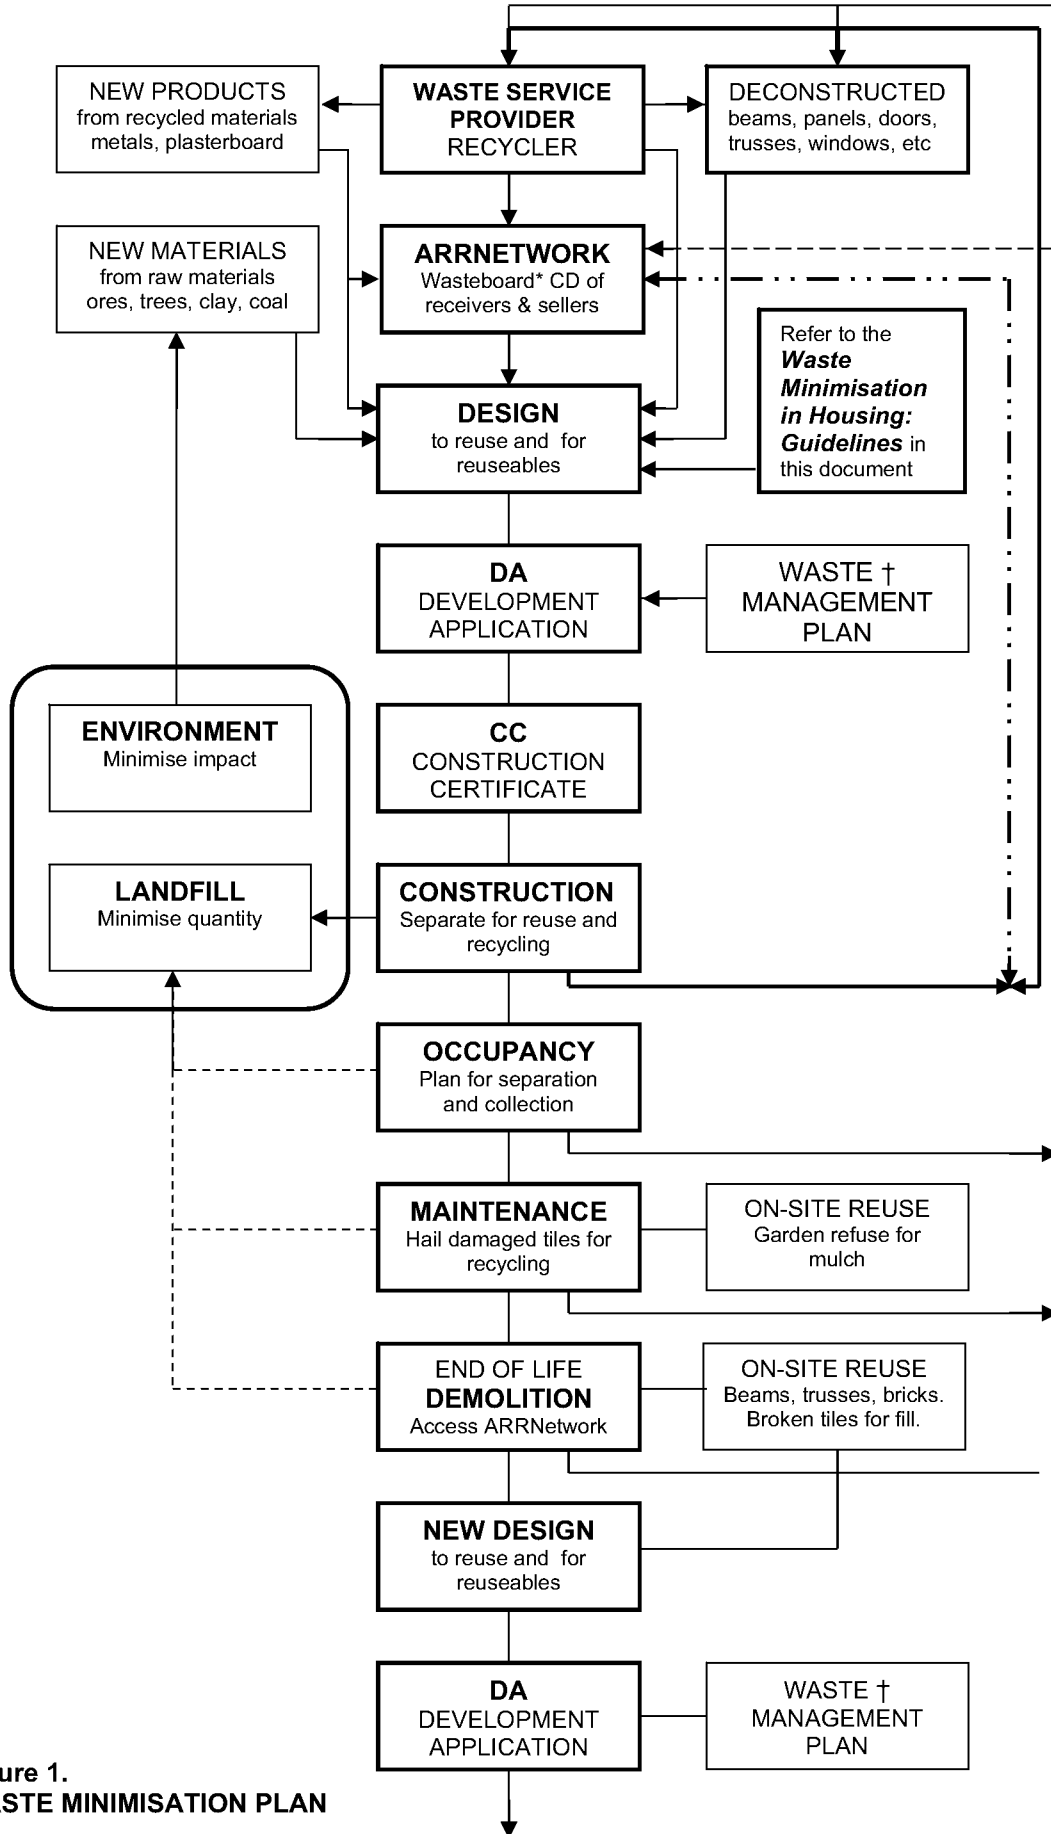 NEW PRODUCTS
from recycled materials
metals, plasterboard
WASTE SERVICE
PROVIDER
RECYCLER
DECONSTRUCTED
beams, panels, doors,
trusses, windows, etc
NEW MATERIALS
from raw materials
ores, trees, clay, coal
ARRNETWORK
Wasteboard* CD of
receivers & sellers
Refer to the
Waste
Minimisation
in Housing:
Guidelines in
this document
DESIGN
to reuse and for
reuseables
DA
DEVELOPMENT
APPLICATION
WASTE †
MANAGEMENT
PLAN
ENVIRONMENT
Minimise impact
CC
CONSTRUCTION
CERTIFICATE
LANDFILL
Minimise quantity
CONSTRUCTION
Separate for reuse and
recycling
OCCUPANCY
Plan for separation
and collection
MAINTENANCE
Hail damaged tiles for
recycling
ON-SITE REUSE
Garden refuse for
mulch
END OF LIFE
DEMOLITION
Access ARRNetwork
ON-SITE REUSE
Beams, trusses, bricks.
Broken tiles for fill.
NEW DESIGN
to reuse and for
reuseables
DA
DEVELOPMENT
APPLICATION
WASTE †
MANAGEMENT
PLAN
ure 1.
STE MINIMISATION PLAN